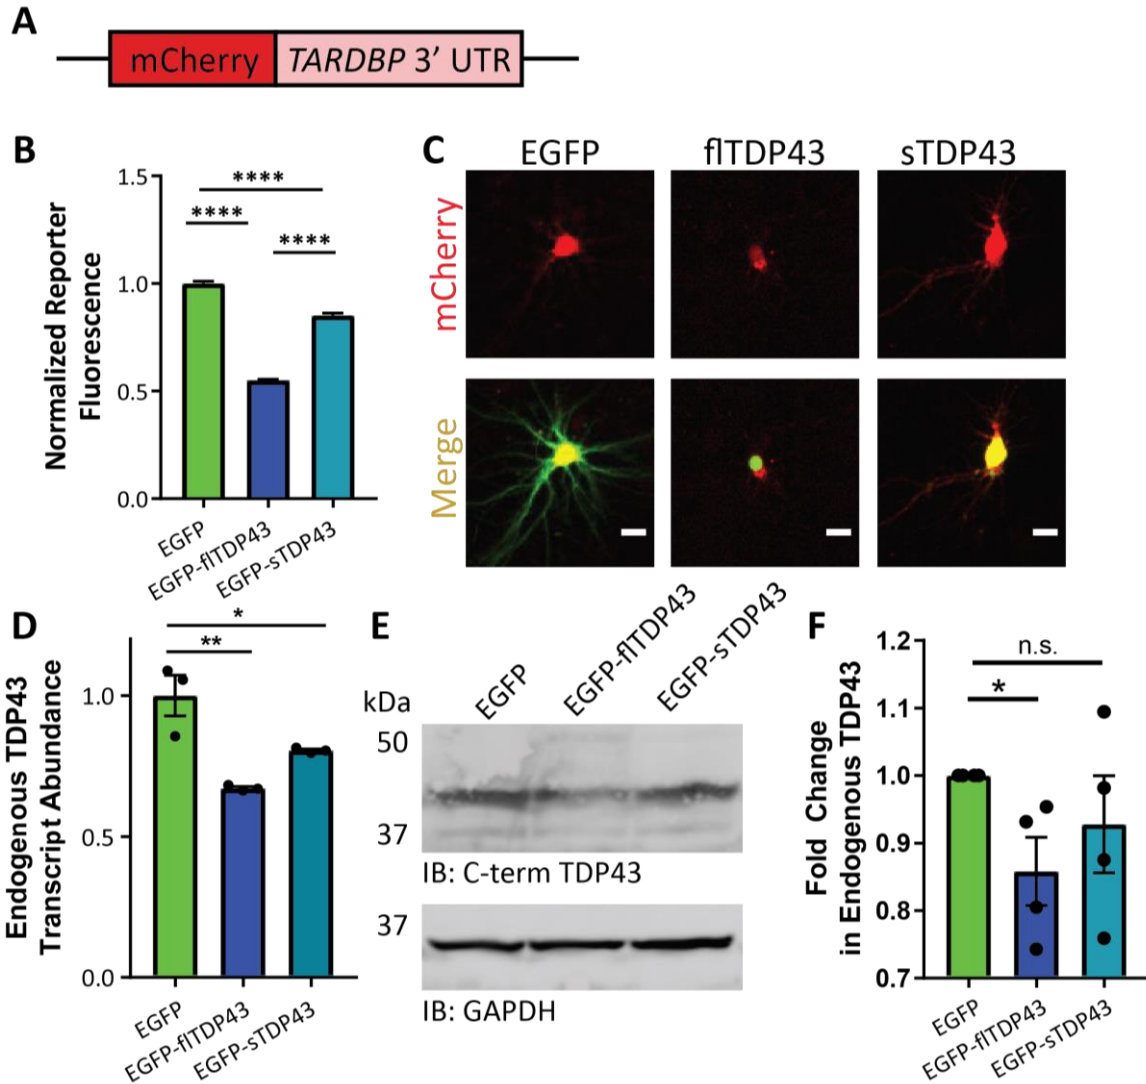 A
mCherry TARDBP 3’ UTR
B
Normalized Reporter
Fluorescence
1.5
1.0
0.5
0.0
****
****
****
EGFP
EGFP-flTDP43
EGFP-sTDP43
C
EGFP flTDP43 sTDP43
mCherry
Merge
D
Endogenous TDP43
Transcript Abundance
1.0
0.5
0.0
*
**
EGFP
EGFP-flTDP43
EGFP-sTDP43
E
EGFP
EGFP-flTDP43
EGFP-sTDP43
kDa
50
37
IB: C-term TDP43
37
IB: GAPDH
F
Fold Change
in Endogenous TDP43
1.2
1.1
1.0
0.9
0.8
0.7
n.s.
*
EGFP
EGFP-flTDP43
EGFP-sTDP43